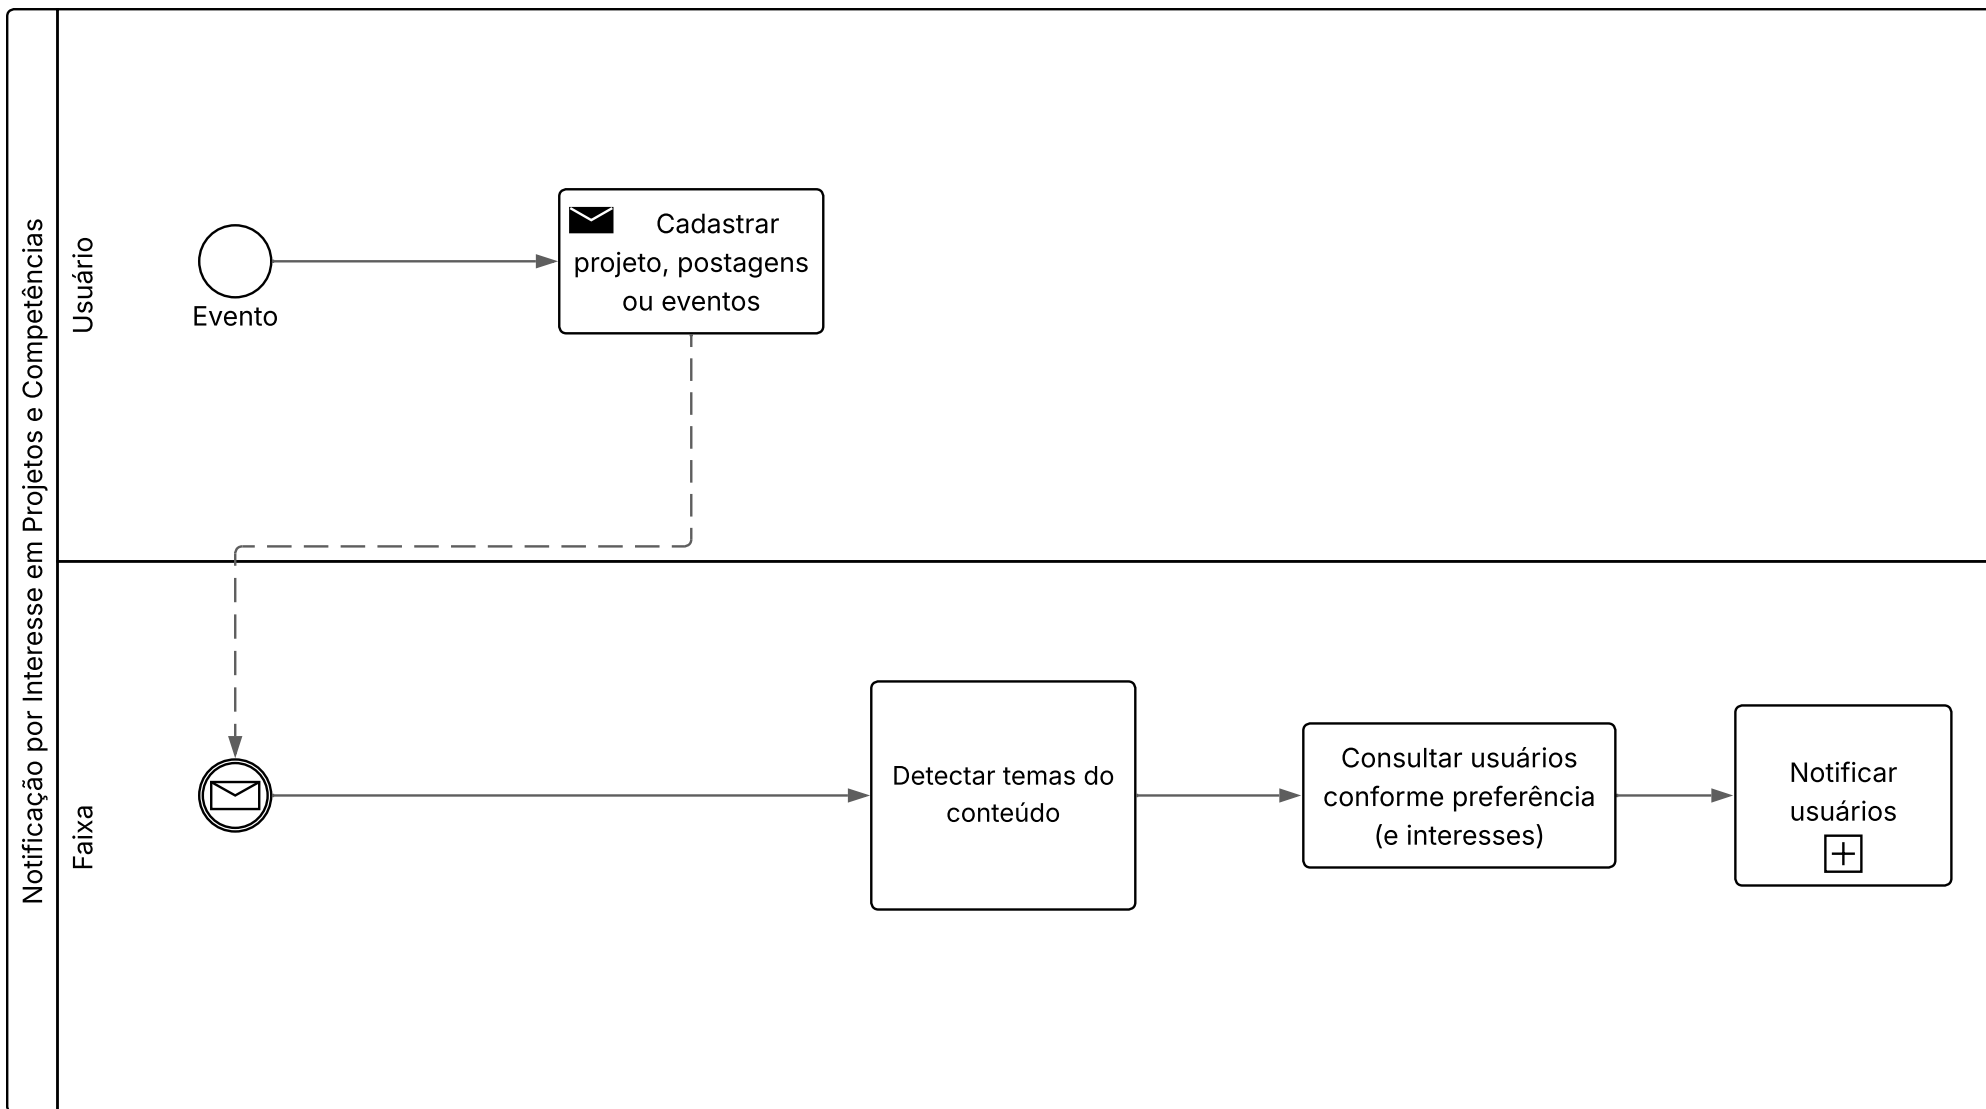 Notificação por Interesse em Projetos e Competências
Usuário
Evento
Cadastrar
projeto, postagens
ou eventos
Faixa
Detectar temas do
conteúdo
Consultar usuários
conforme preferência
(e interesses)
Notificar
usuários